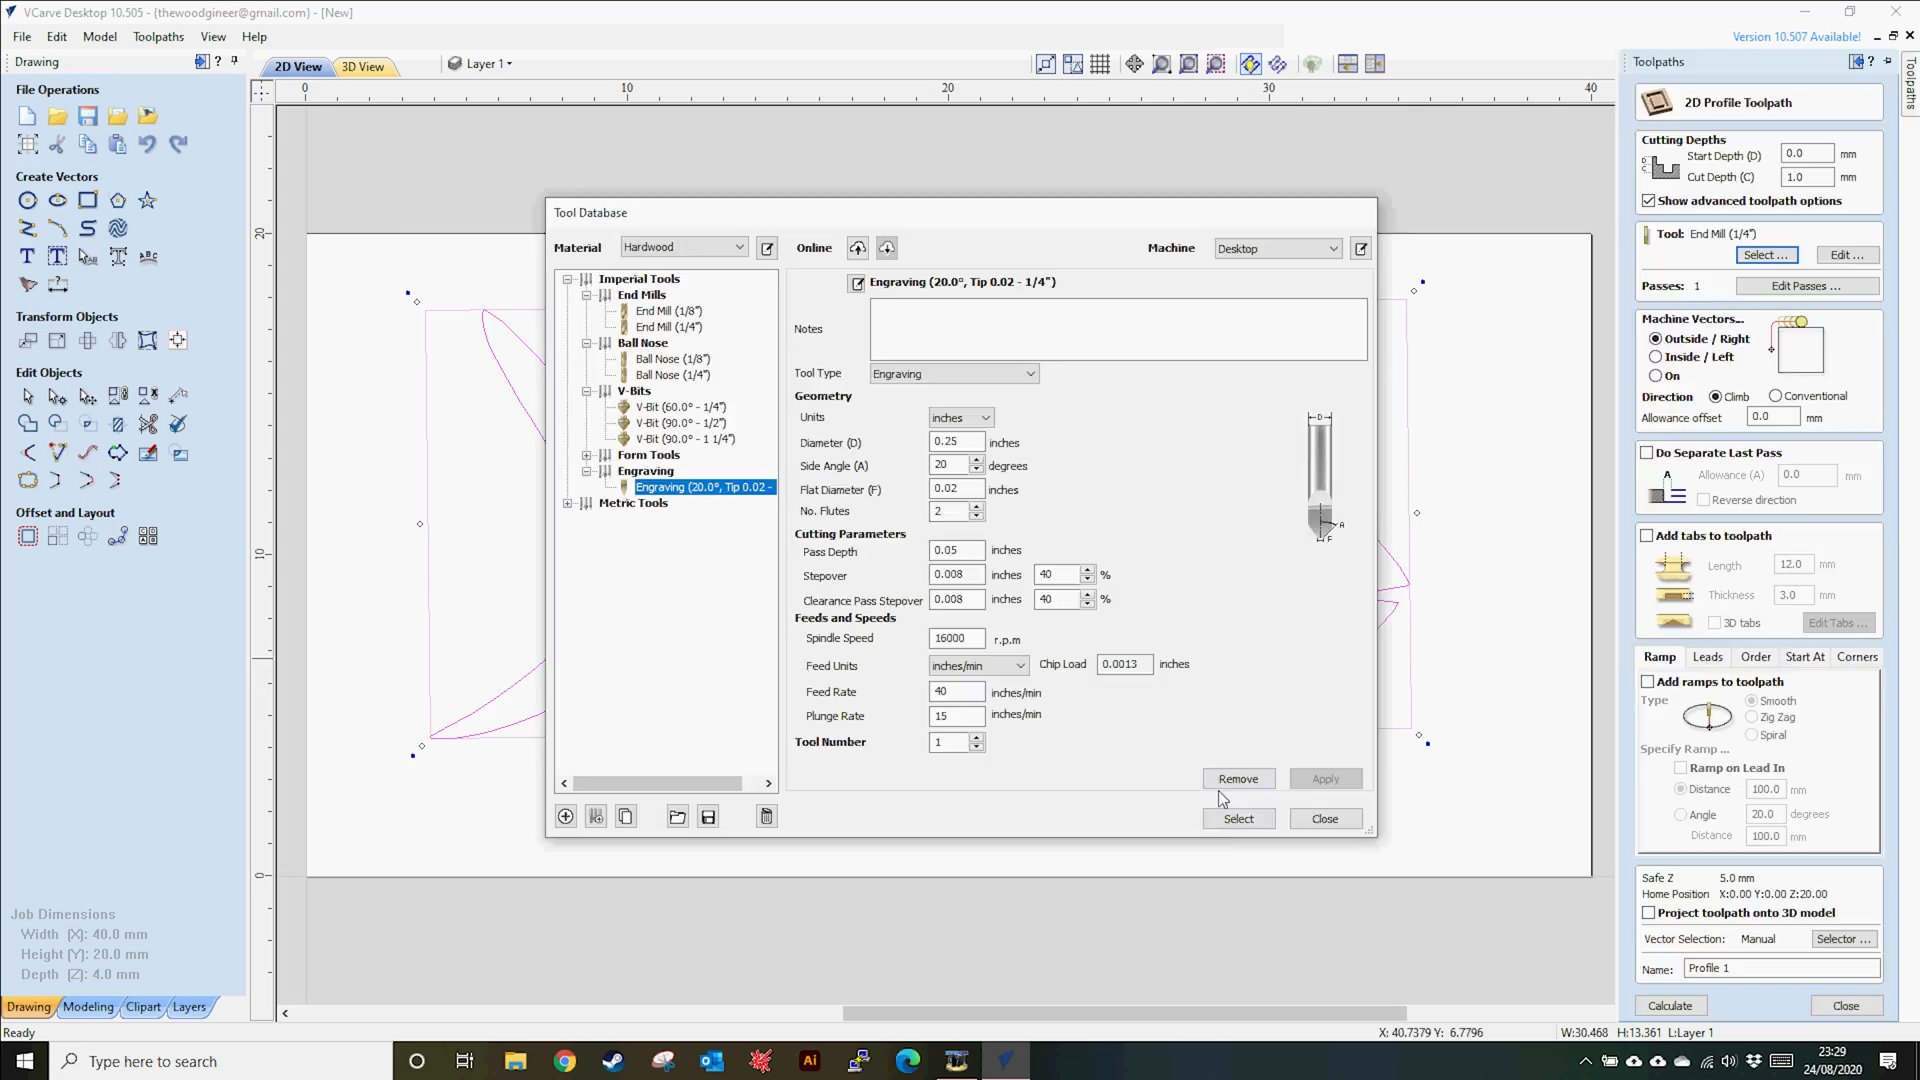 VCarve Desktop 10.505 - {thewoodgineer@gmail.com} - [New]
File Edit Model Toolpaths View Help
Version 10.507 Available!
Drawing
2D View 3D View
Layer 1
Toolpaths
Toolpaths
File Operations
Create Vectors
Transform Objects
Edit Objects
Offset and Layout
Job Dimensions
Width (X): 40.0 mm
Height (Y): 20.0 mm
Depth (Z): 4.0 mm
Drawing Modeling Clipart Layers
Ready
0 10 20 30 40
20
10
0
Tool Database
Material Hardwood
Online
Machine Desktop
Imperial Tools
End Mills
End Mill (1/8")
End Mill (1/4")
Ball Nose
Ball Nose (1/8")
Ball Nose (1/4")
V-Bits
V-Bit (60.0° - 1/4")
V-Bit (90.0° - 1/2")
V-Bit (90.0° - 1 1/4")
Form Tools
Engraving
Engraving (20.0°, Tip 0.02 -
Metric Tools
Engraving (20.0°, Tip 0.02 - 1/4")
Notes
Tool Type Engraving
Geometry
Units inches
Diameter (D) 0.25 inches
Side Angle (A) 20 degrees
Flat Diameter (F) 0.02 inches
No. Flutes 2
D
A
F
Cutting Parameters
Pass Depth 0.05 inches
Stepover 0.008 inches 40 %
Clearance Pass Stepover 0.008 inches 40 %
Feeds and Speeds
Spindle Speed 16000 r.p.m
Feed Units inches/min Chip Load 0.0013 inches
Feed Rate 40 inches/min
Plunge Rate 15 inches/min
Tool Number 1
Remove Apply
Select Close
2D Profile Toolpath
Cutting Depths
Start Depth (D) 0.0 mm
Cut Depth (C) 1.0 mm
Show advanced toolpath options
Tool: End Mill (1/4")
Select ... Edit ...
Passes: 1 Edit Passes ...
Machine Vectors...
Outside / Right
Inside / Left
On
Direction Climb Conventional
Allowance offset 0.0 mm
Do Separate Last Pass
A
Allowance (A) 0.0 mm
Reverse direction
Add tabs to toolpath
Length 12.0 mm
Thickness 3.0 mm
3D tabs Edit Tabs ...
Ramp Leads Order Start At Corners
Add ramps to toolpath
Type Smooth
Zig Zag
Spiral
Specify Ramp ...
Ramp on Lead In
Distance 100.0 mm
Angle 20.0 degrees
Distance 100.0 mm
Safe Z 5.0 mm
Home Position X:0.00 Y:0.00 Z:20.00
Project toolpath onto 3D model
Vector Selection: Manual Selector ...
Name: Profile 1
Calculate Close
X: 40.7379 Y: 6.7796
W:30.468 H:13.361 L:Layer 1
Type here to search
Ai
23:29
24/08/2020